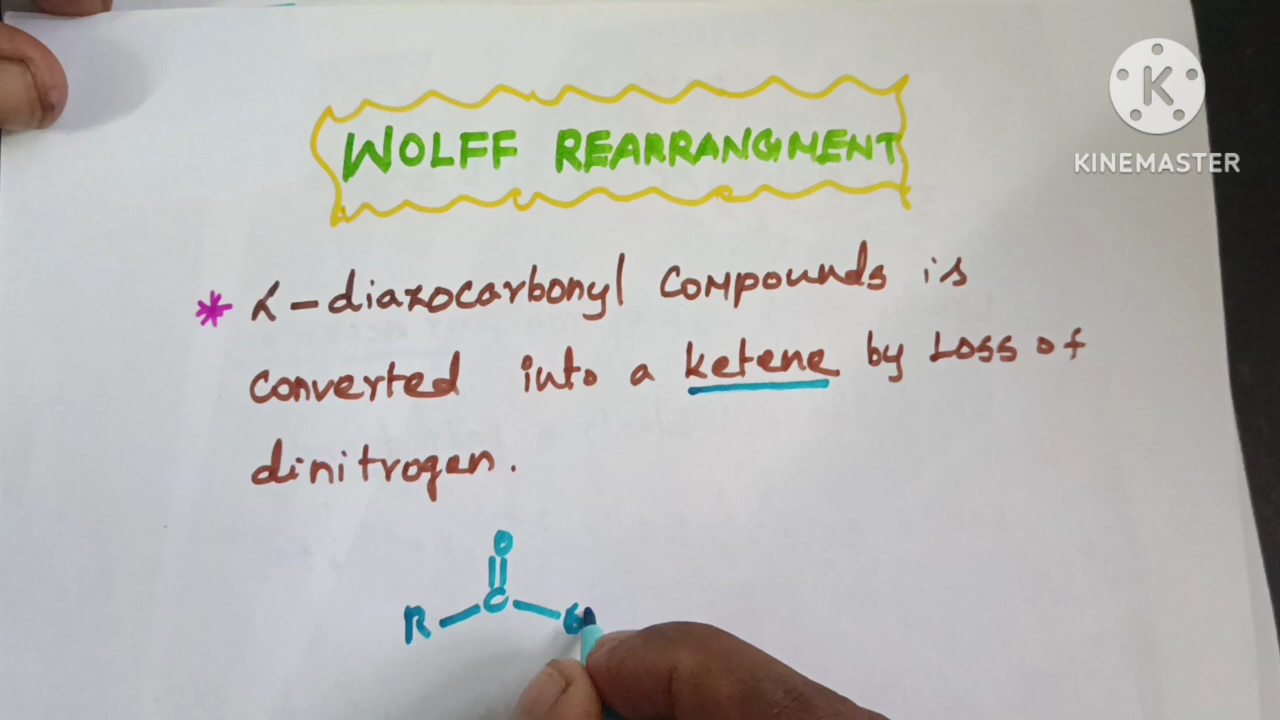 WOLFF REARRANGMENT
KINEMASTER
* α-diazocarbonyl compounds is
converted into a ketene by Loss of
dinitrogen.
O
R C